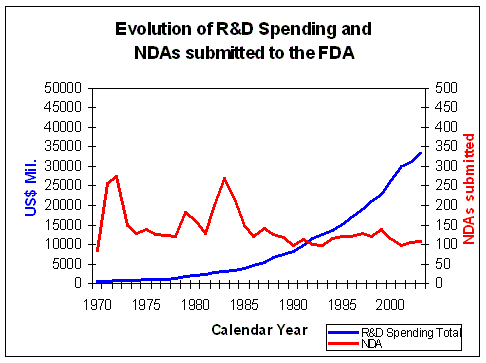 Evolution of R&D Spending and
NDAs submitted to the FDA
50000
45000
40000
35000
30000
25000
20000
15000
10000
5000
0
US$ Mil.
500
450
400
350
300
250
200
150
100
50
0
NDAs submitted
1970 1975 1980 1985 1990 1995 2000
Calendar Year
R&D Spending Total
NDA